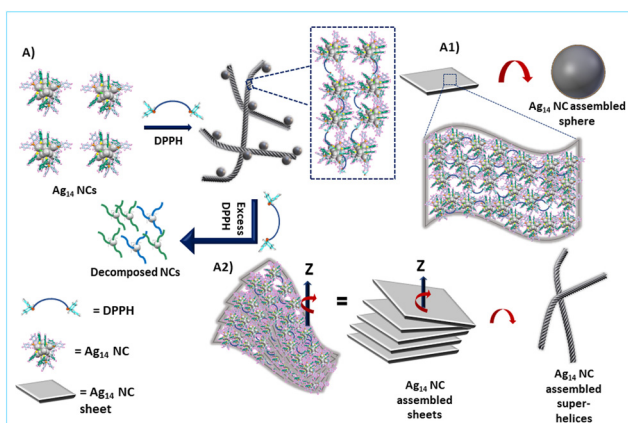 A)
DPPH
Ag14 NCs
A1)
Ag14 NC assembled
sphere
Excess
DPPH
Decomposed NCs
A2)
Z
=
Z
= DPPH
= Ag14 NC
= Ag14 NC
sheet
Ag14 NC
assembled
sheets
Ag14 NC
assembled
super-
helices